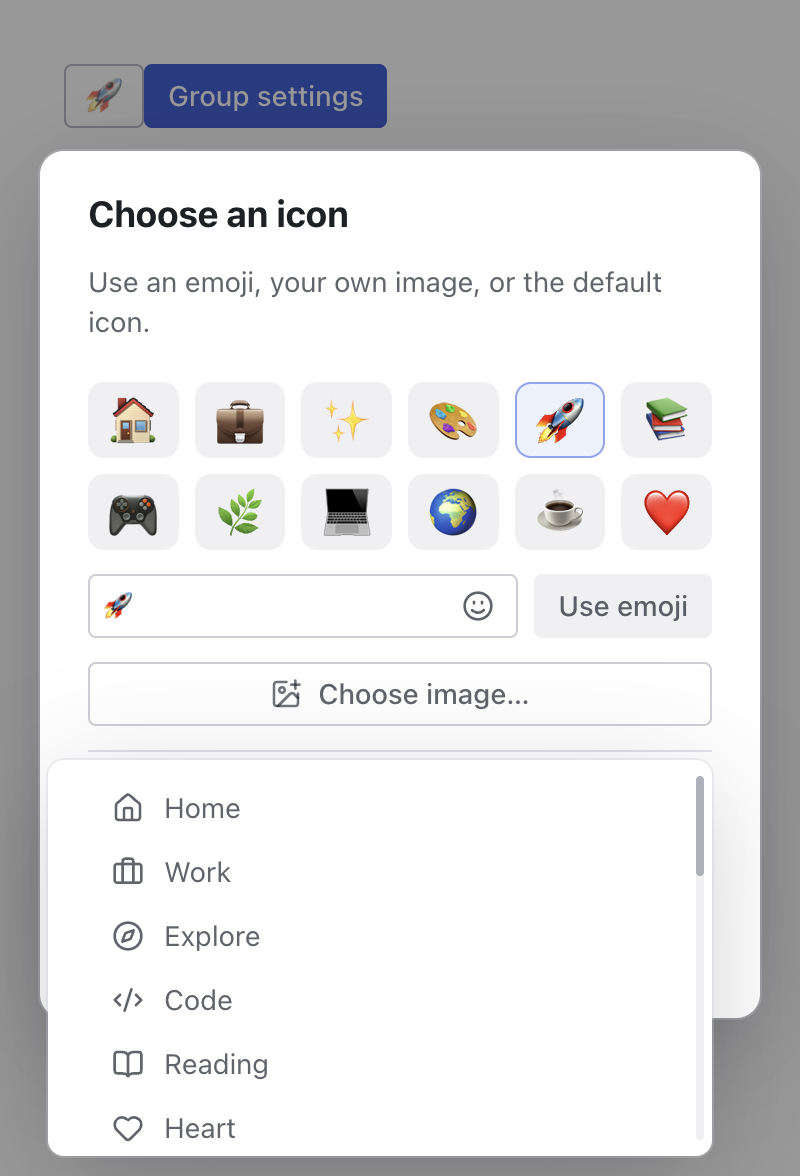 Group settings
Choose an icon
Use an emoji, your own image, or the default
icon.
Use emoji
Choose image...
Home
Work
Explore
Code
Reading
Heart